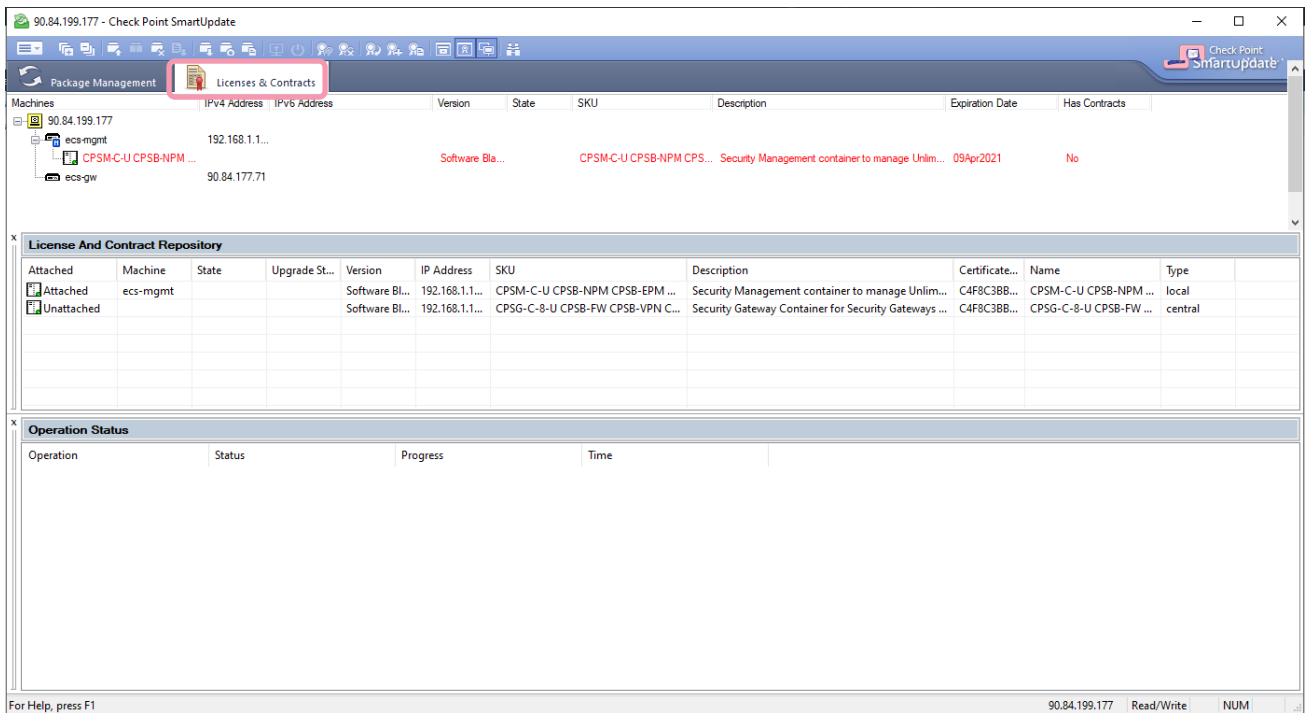 90.84.199.177 - Check Point SmartUpdate
Check Point
SmartUpdate
Package Management Licenses & Contracts
Machines IPv4 Address IPv6 Address Version State SKU Description Expiration Date Has Contracts
90.84.199.177
ecs-mgmt 192.168.1.1...
CPSM-C-U CPSB-NPM ... Software Bla... CPSM-C-U CPSB-NPM CPS... Security Management container to manage Unlim... 09Apr2021 No
ecs-gw 90.84.177.71
x
License And Contract Repository
Attached Machine State Upgrade St... Version IP Address SKU Description Certificate... Name Type
Attached ecs-mgmt Software Bl... 192.168.1.1... CPSM-C-U CPSB-NPM CPSB-EPM ... Security Management container to manage Unlim... C4F8C3BB... CPSM-C-U CPSB-NPM ... local
Unattached Software Bl... 192.168.1.1... CPSG-C-8-U CPSB-FW CPSB-VPN C... Security Gateway Container for Security Gateways ... C4F8C3BB... CPSG-C-8-U CPSB-FW ... central
x
Operation Status
Operation Status Progress Time
For Help, press F1 90.84.199.177 Read/Write NUM